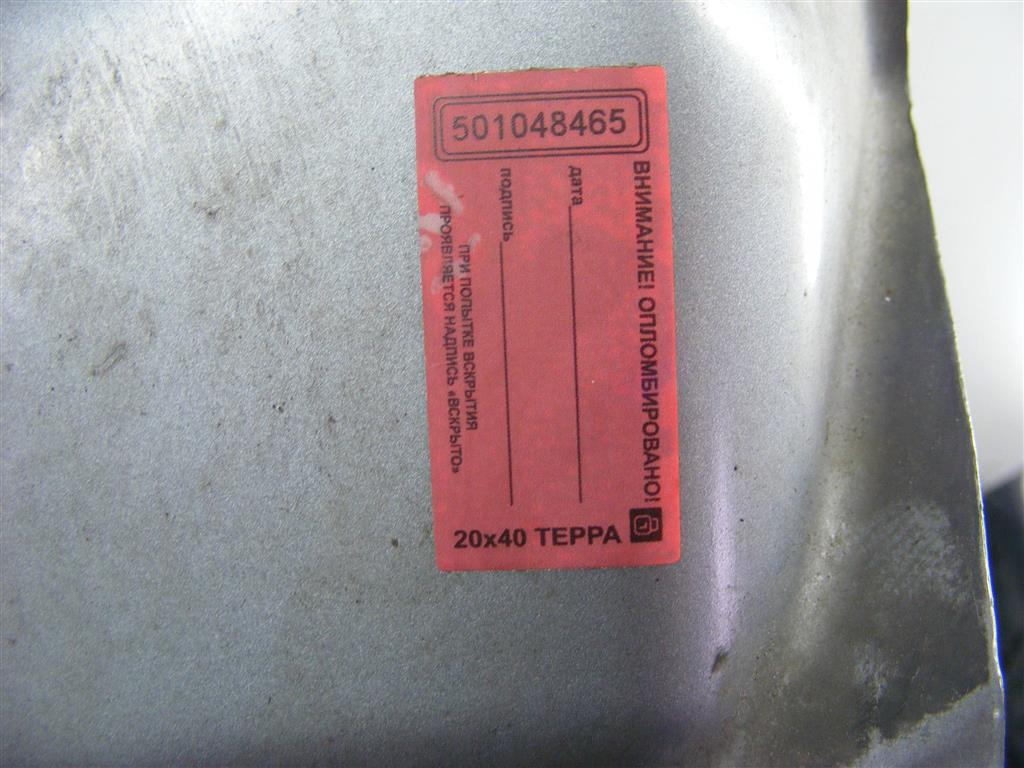 501048465
ВНИМАНИЕ! ОПЛОМБИРОВАНО!
дата
подпись
ПРИ ПОПЫТКЕ ВСКРЫТИЯ
ПРОЯВЛЯЕТСЯ НАДПИСЬ «ВСКРЫТО»
20x40 ТЕРРА